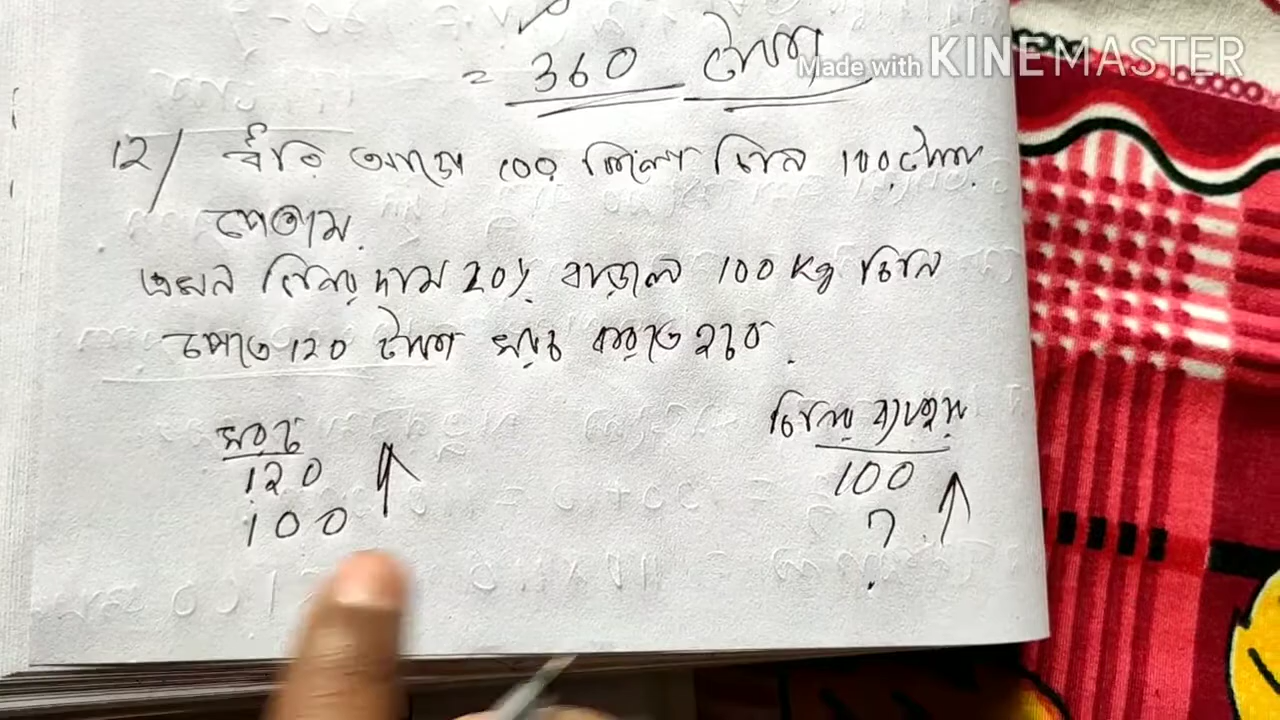 = 360 টাকা
Made with KINEMASTER
12/ ধরি আগে 100 কিলো চিনি 100 টাকায়
পেতাম.
এখন চিনির দাম 20% বাড়লে 100 Kg চিনি
পেতে 120 টাকা খরচ করতে হবে.
খরচ চিনির ব্যবহার
120 100
100 ?